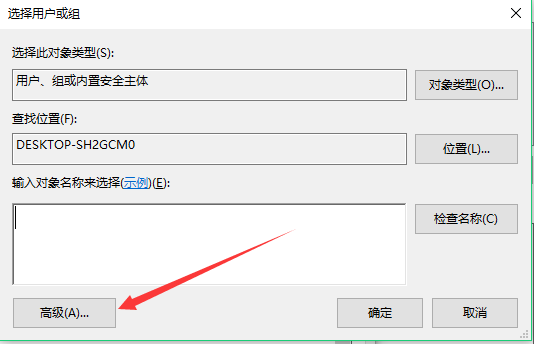 选择用户或组
选择此对象类型(S):
用户、组或内置安全主体
对象类型(O)...
查找位置(F):
DESKTOP-SH2GCM0
位置(L)...
输入对象名称来选择(示例)(E):
检查名称(C)
高级(A)...
确定
取消